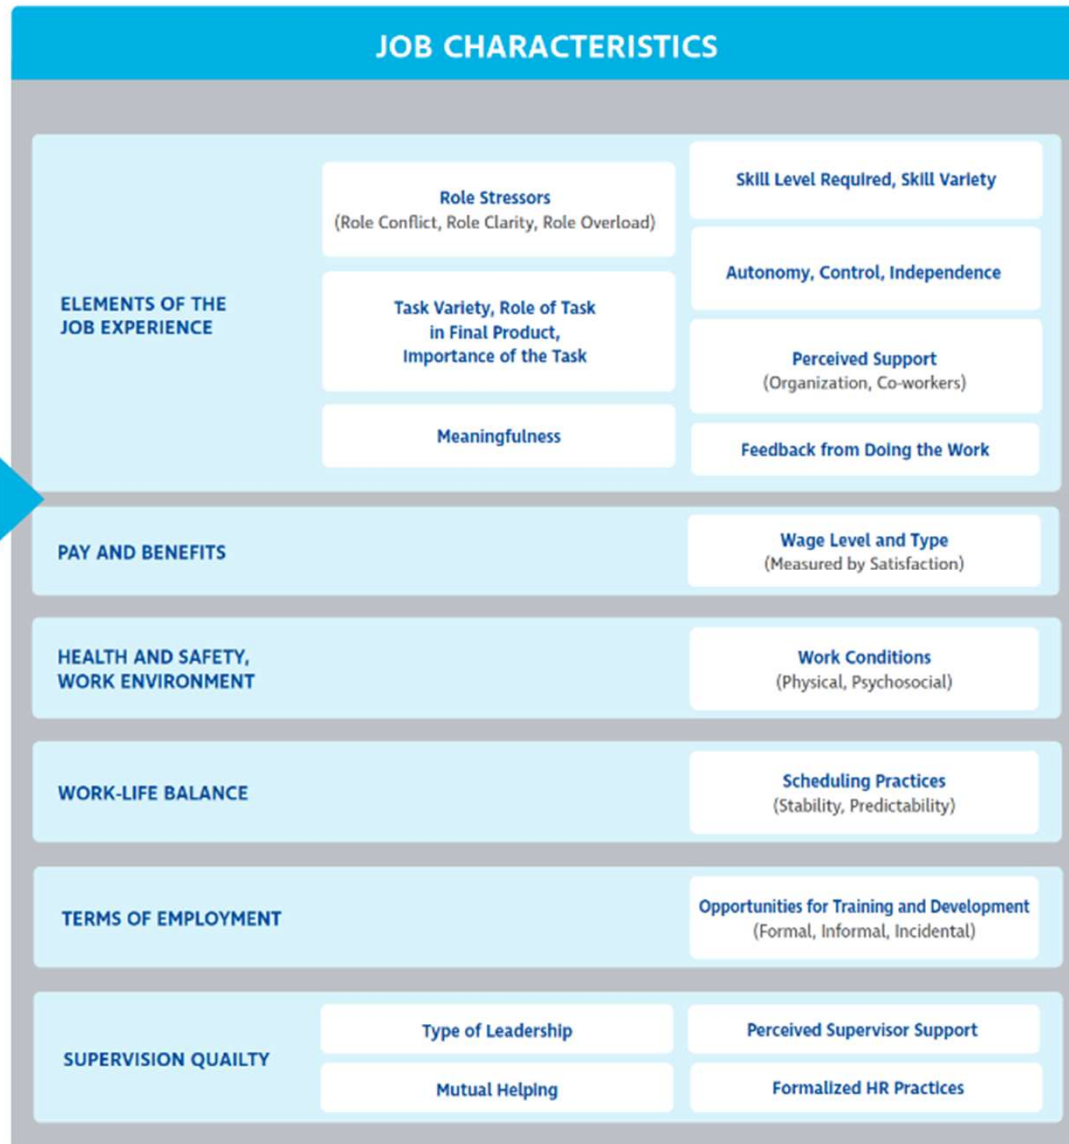 JOB CHARACTERISTICS
ELEMENTS OF THE
JOB EXPERIENCE
Role Stressors
(Role Conflict, Role Clarity, Role Overload)
Task Variety, Role of Task
in Final Product,
Importance of the Task
Meaningfulness
Skill Level Required, Skill Variety
Autonomy, Control, Independence
Perceived Support
(Organization, Co-workers)
Feedback from Doing the Work
PAY AND BENEFITS
Wage Level and Type
(Measured by Satisfaction)
HEALTH AND SAFETY,
WORK ENVIRONMENT
Work Conditions
(Physical, Psychosocial)
WORK-LIFE BALANCE
Scheduling Practices
(Stability, Predictability)
TERMS OF EMPLOYMENT
Opportunities for Training and Development
(Formal, Informal, Incidental)
SUPERVISION QUAILTY
Type of Leadership
Mutual Helping
Perceived Supervisor Support
Formalized HR Practices